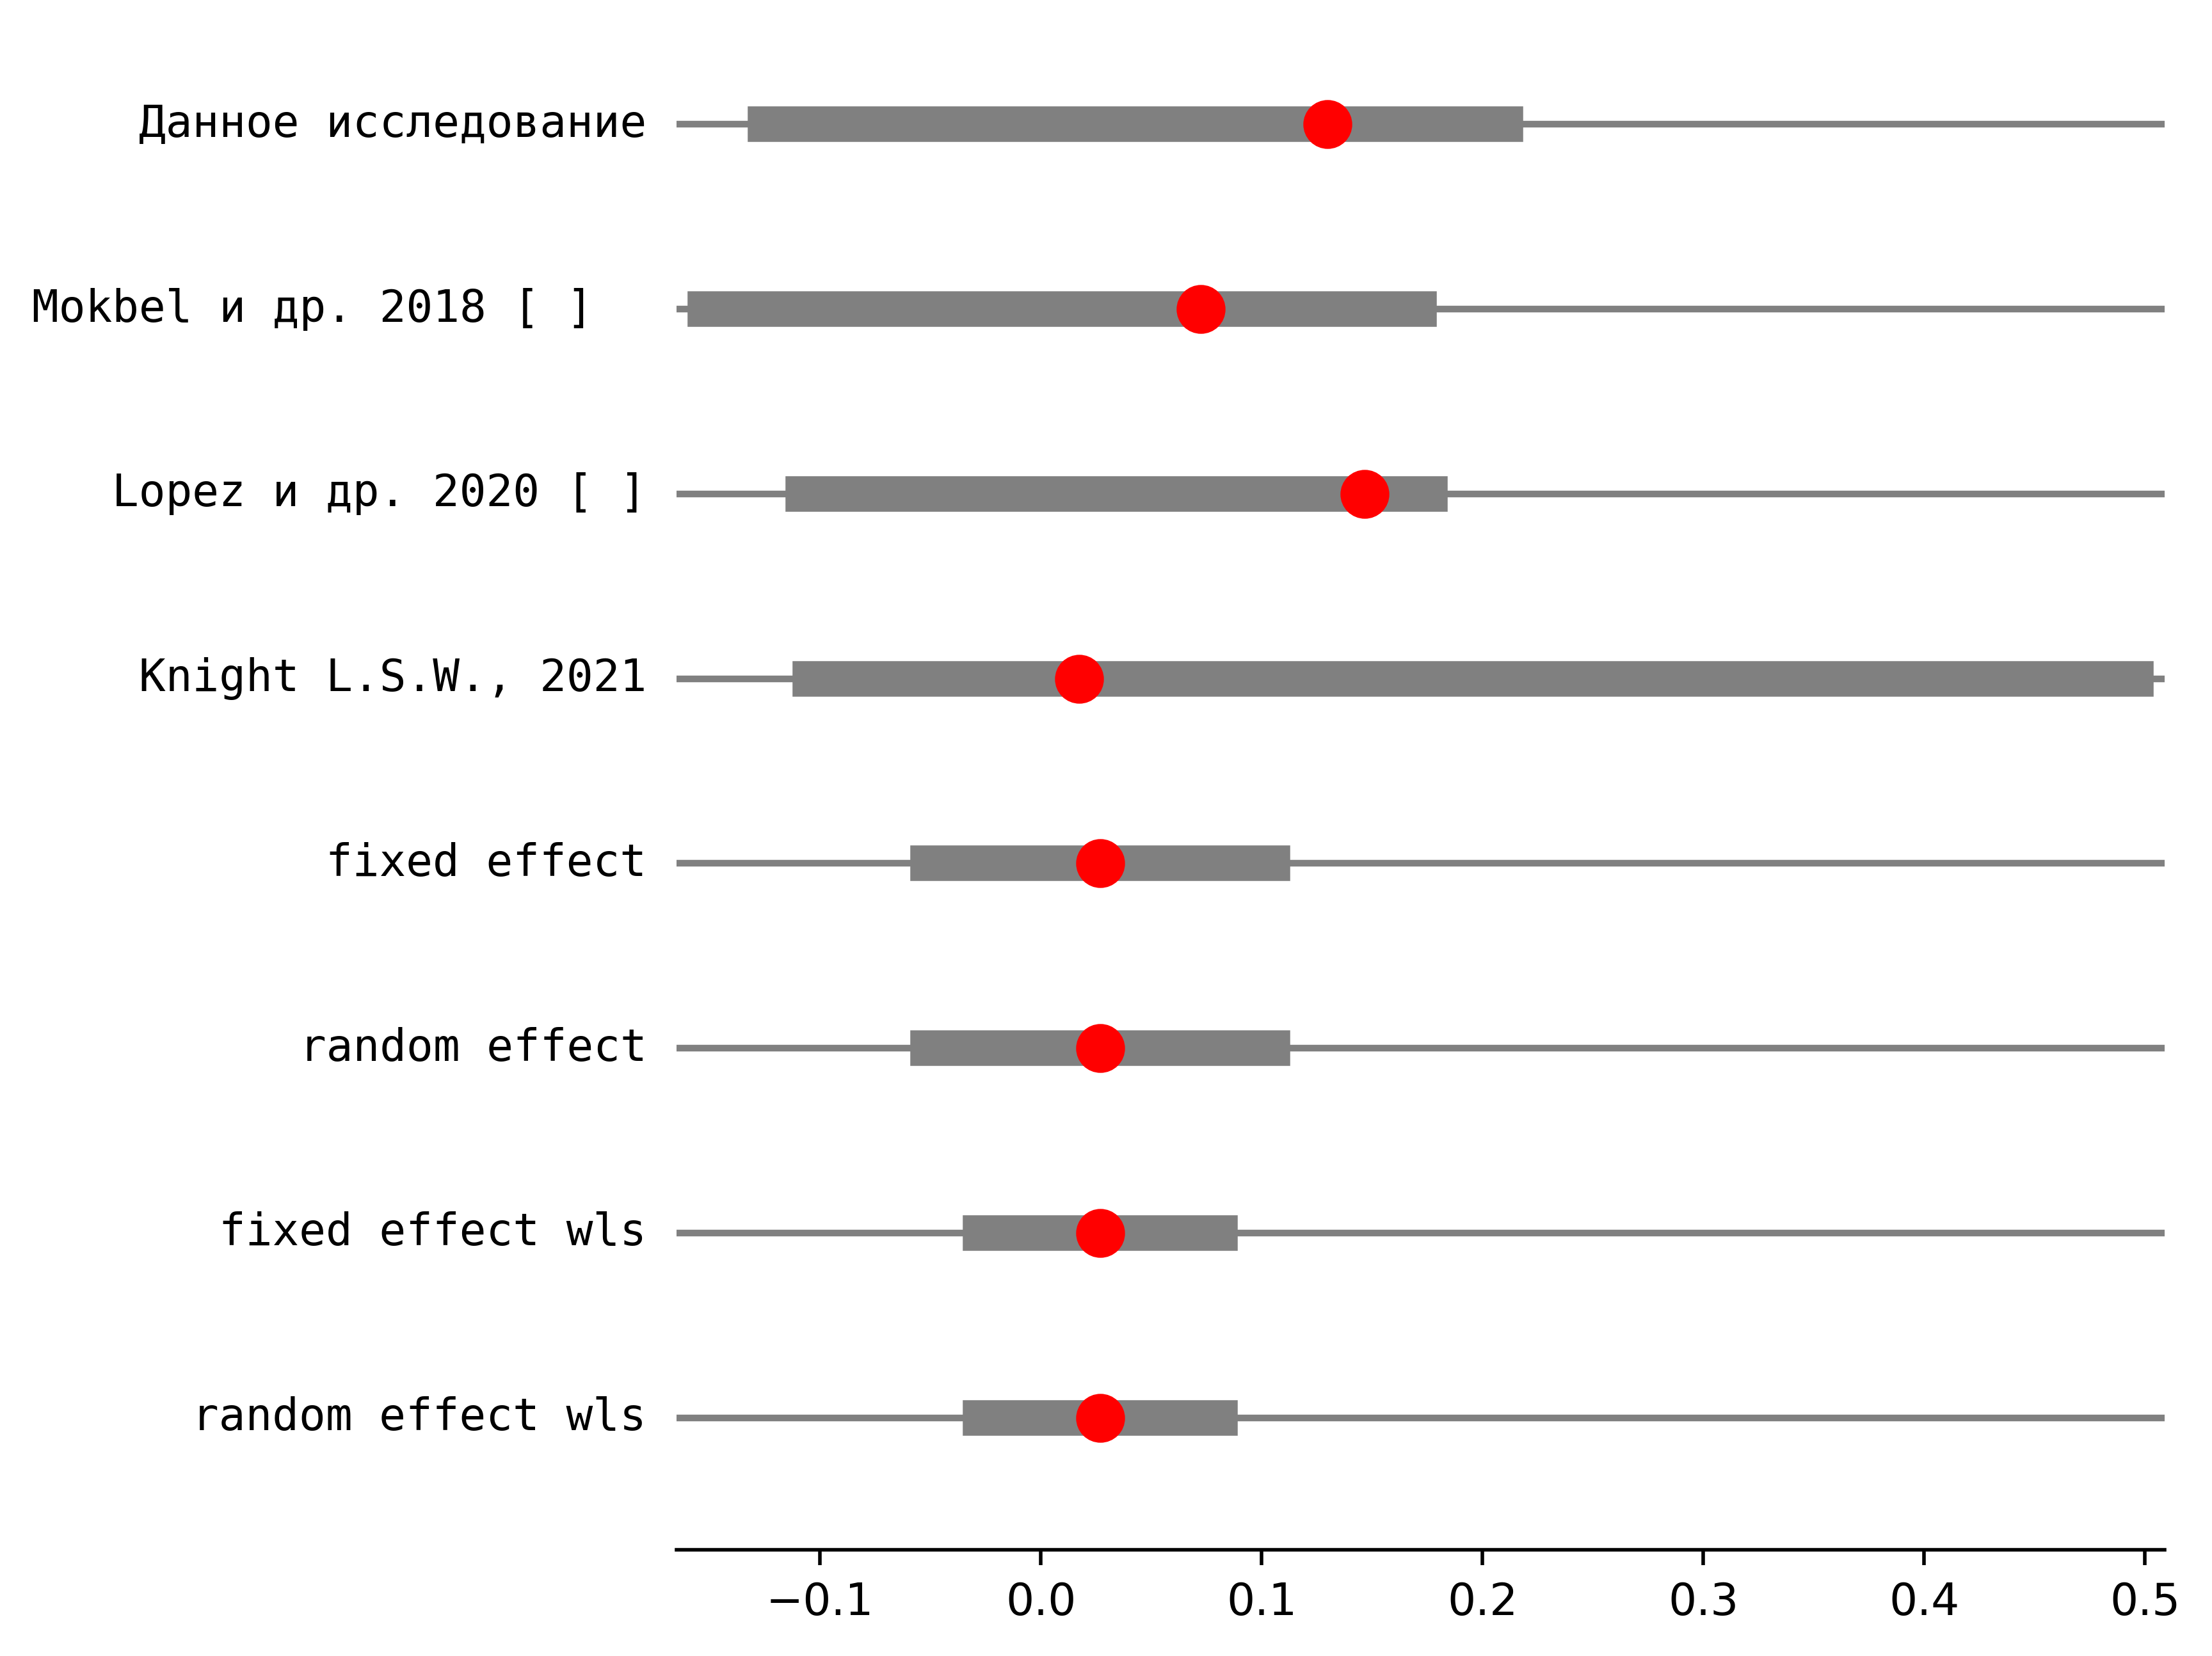 Данное исследование
Mokbel и др. 2018 [ ]
Lopez и др. 2020 [ ]
Knight L.S.W., 2021
fixed effect
random effect
fixed effect wls
random effect wls
−0.1 0.0 0.1 0.2 0.3 0.4 0.5